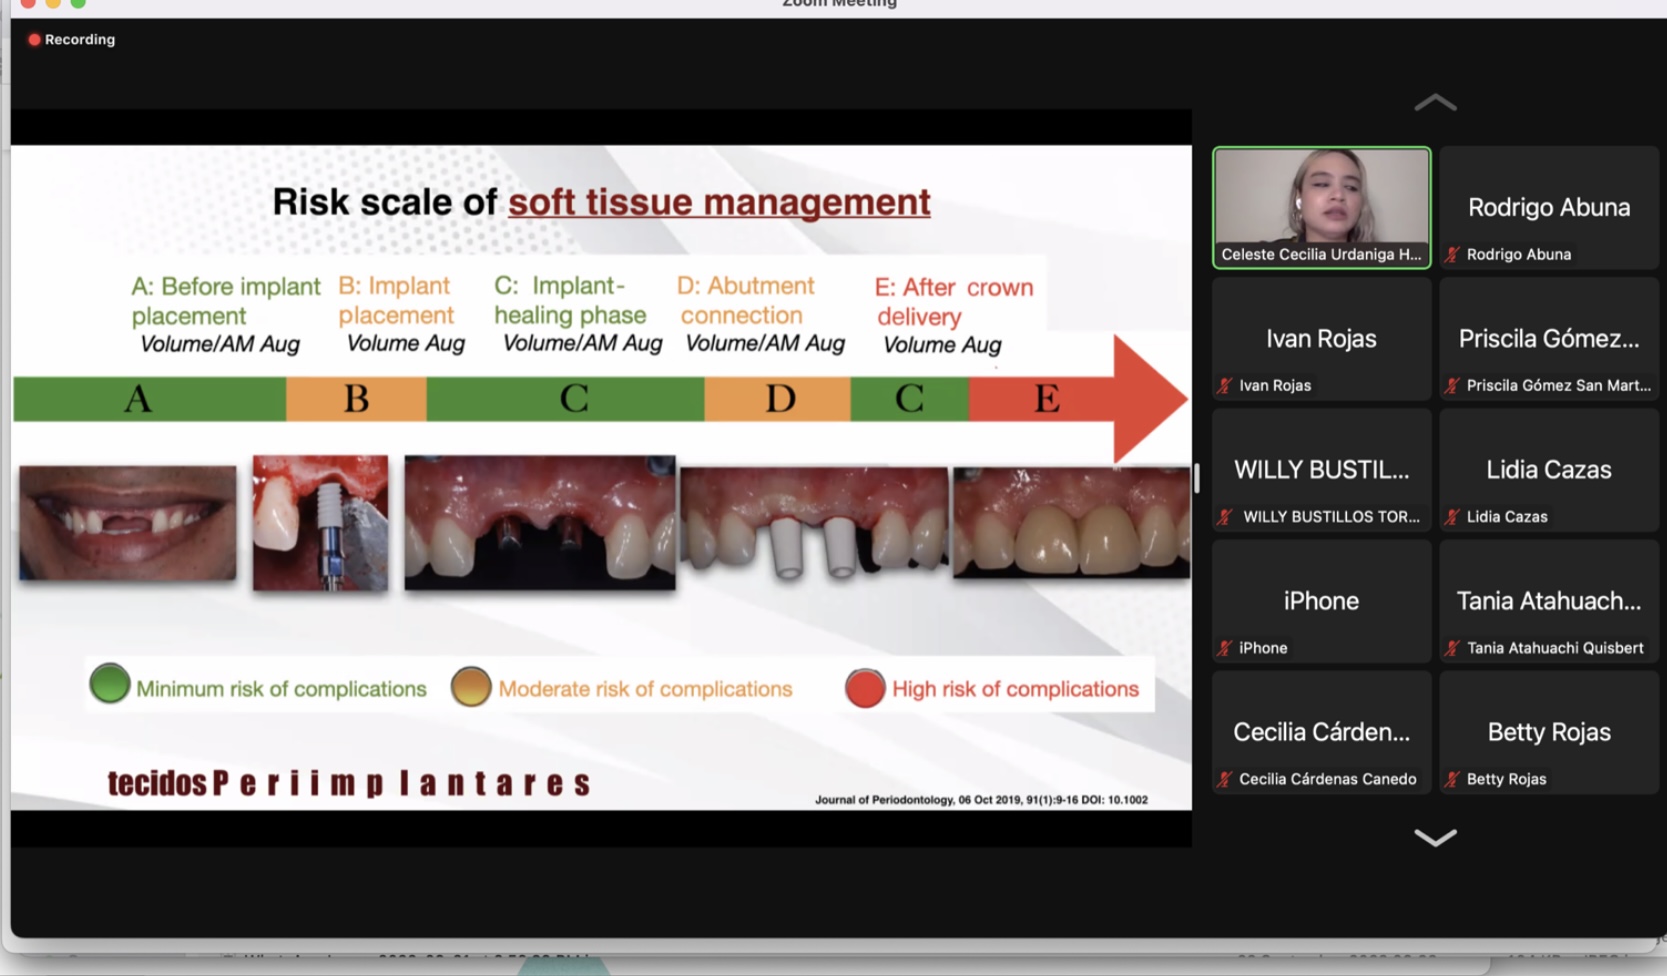 Zoom Meeting
Recording
Risk scale of soft tissue management
A: Before implant placement
Volume/AM Aug
B: Implant placement
Volume Aug
C: Implant-healing phase
Volume/AM Aug
D: Abutment connection
Volume/AM Aug
E: After crown delivery
Volume Aug
A B C D C E
Minimum risk of complications
Moderate risk of complications
High risk of complications
tecidosPeriimplantares
Journal of Periodontology, 06 Oct 2019, 91(1):9-16 DOI: 10.1002
Celeste Cecilia Urdaniga H...
Rodrigo Abuna
Rodrigo Abuna
Ivan Rojas
Ivan Rojas
Priscila Gómez...
Priscila Gómez San Mart...
WILLY BUSTIL...
WILLY BUSTILLOS TOR...
Lidia Cazas
Lidia Cazas
iPhone
iPhone
Tania Atahuach...
Tania Atahuachi Quisbert
Cecilia Cárden...
Cecilia Cárdenas Canedo
Betty Rojas
Betty Rojas